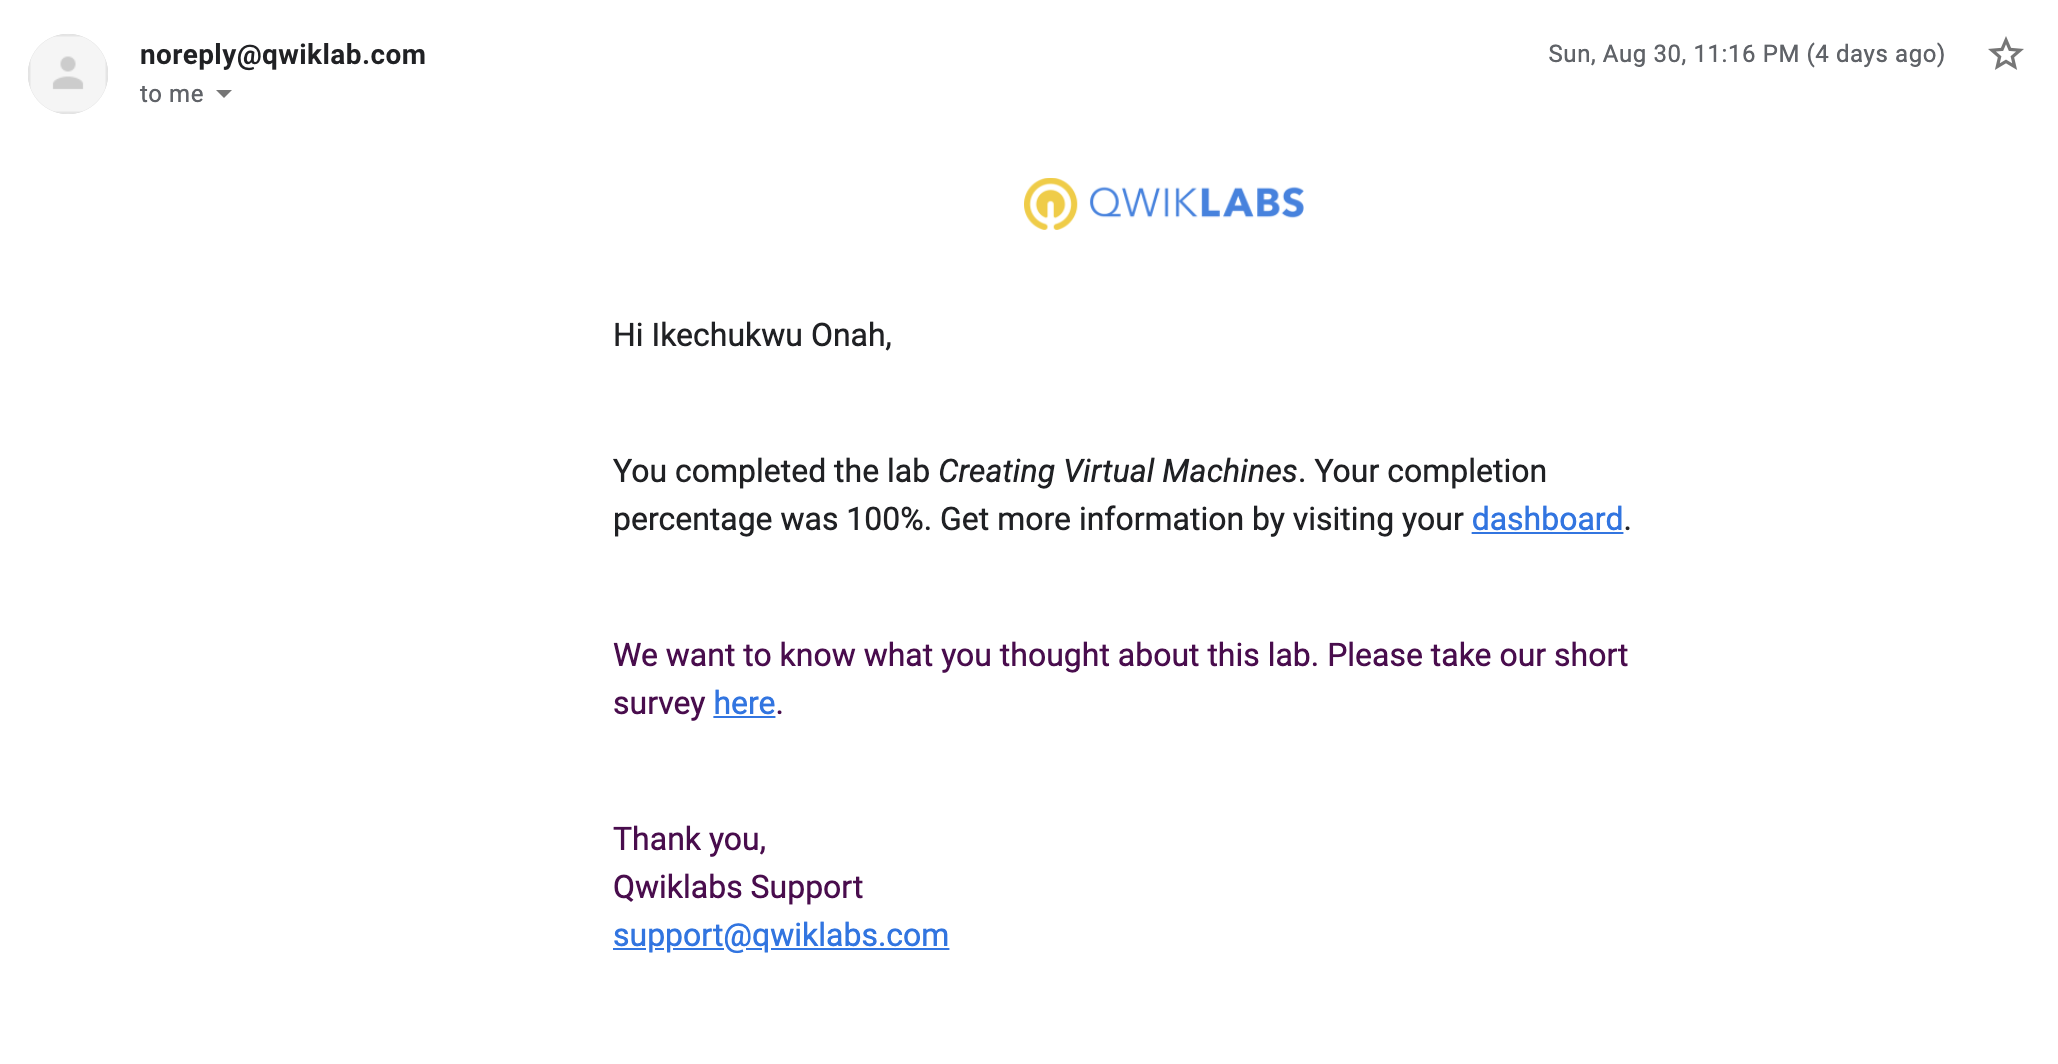 noreply@qwiklab.com
Sun, Aug 30, 11:16 PM (4 days ago)
to me
QWIKLABS
Hi Ikechukwu Onah,
You completed the lab Creating Virtual Machines. Your completion
percentage was 100%. Get more information by visiting your dashboard.
We want to know what you thought about this lab. Please take our short
survey here.
Thank you,
Qwiklabs Support
support@qwiklabs.com